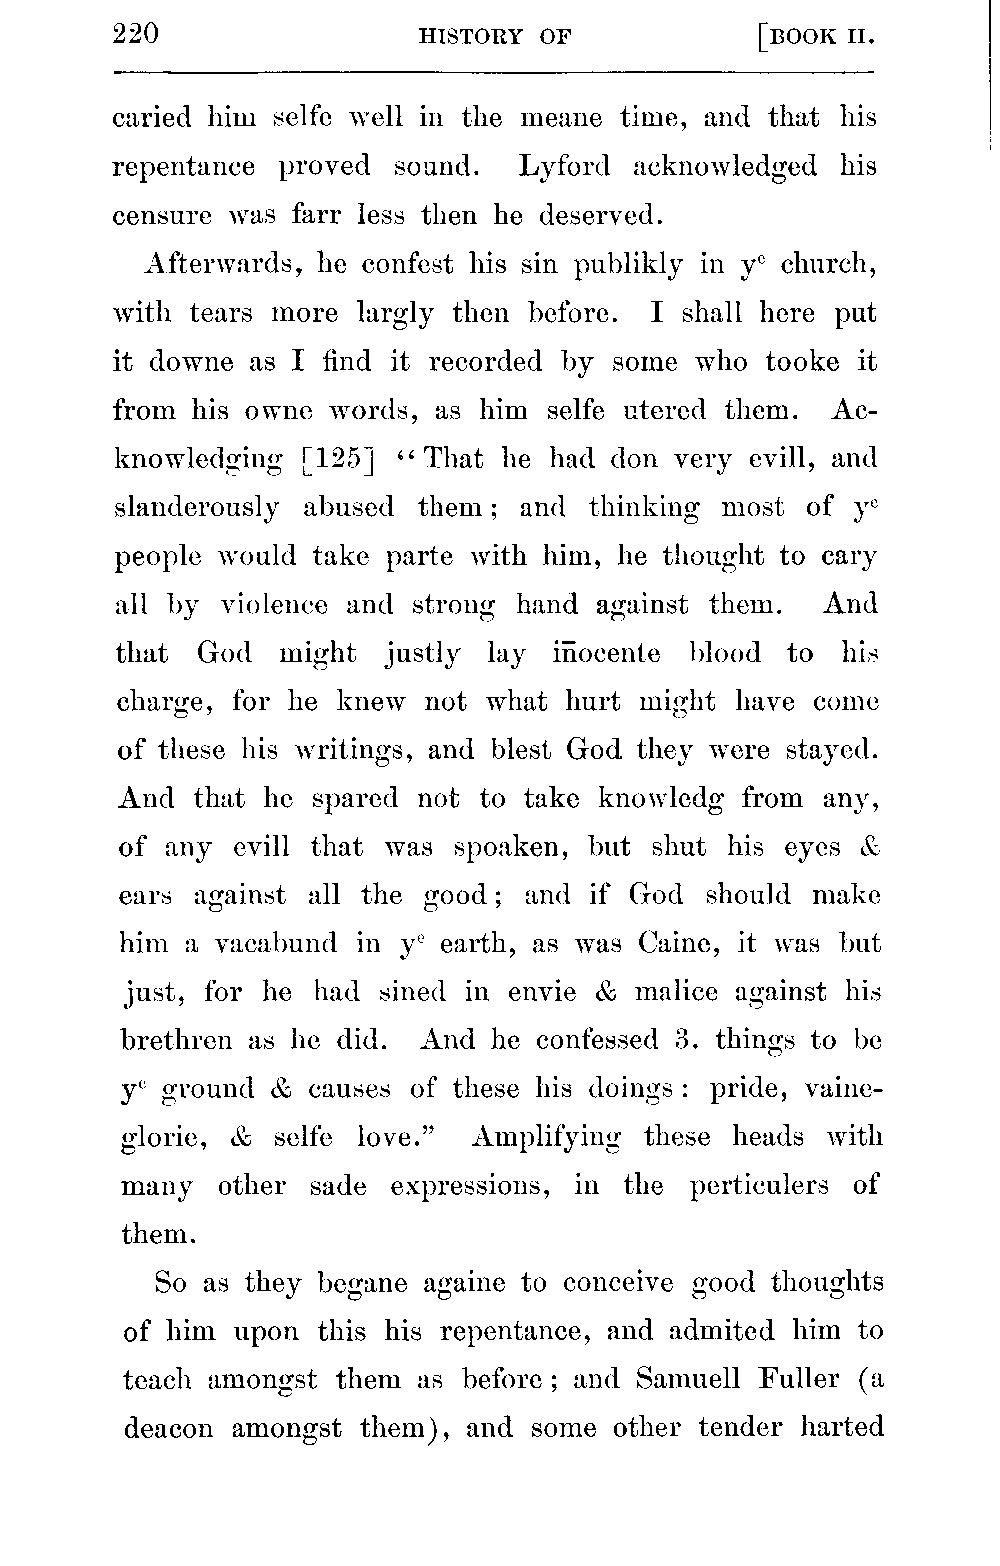 220 HISTORY OF [BOOK II.
caried him selfe well in the meane time, and that his
repentance proved sound. Lyford acknowledged his
censure was farr less then he deserved.
Afterwards, he confest his sin publikly in yᵉ church,
with tears more largly then before. I shall here put
it downe as I find it recorded by some who tooke it
from his owne words, as him selfe utered them. Ac-
knowledging [125] “That he had don very evill, and
slanderously abused them; and thinking most of yᵉ
people would take parte with him, he thought to cary
all by violence and strong hand against them. And
that God might justly lay iñocente blood to his
charge, for he knew not what hurt might have come
of these his writings, and blest God they were stayed.
And that he spared not to take knowledg from any,
of any evill that was spoaken, but shut his eyes &
ears against all the good; and if God should make
him a vacabund in yᵉ earth, as was Caine, it was but
just, for he had sined in envie & malice against his
brethren as he did. And he confessed 3. things to be
yᵉ ground & causes of these his doings: pride, vaine-
glorie, & selfe love.” Amplifying these heads with
many other sade expressions, in the perticulers of
them.
So as they begane againe to conceive good thoughts
of him upon this his repentance, and admited him to
teach amongst them as before; and Samuell Fuller (a
deacon amongst them), and some other tender harted